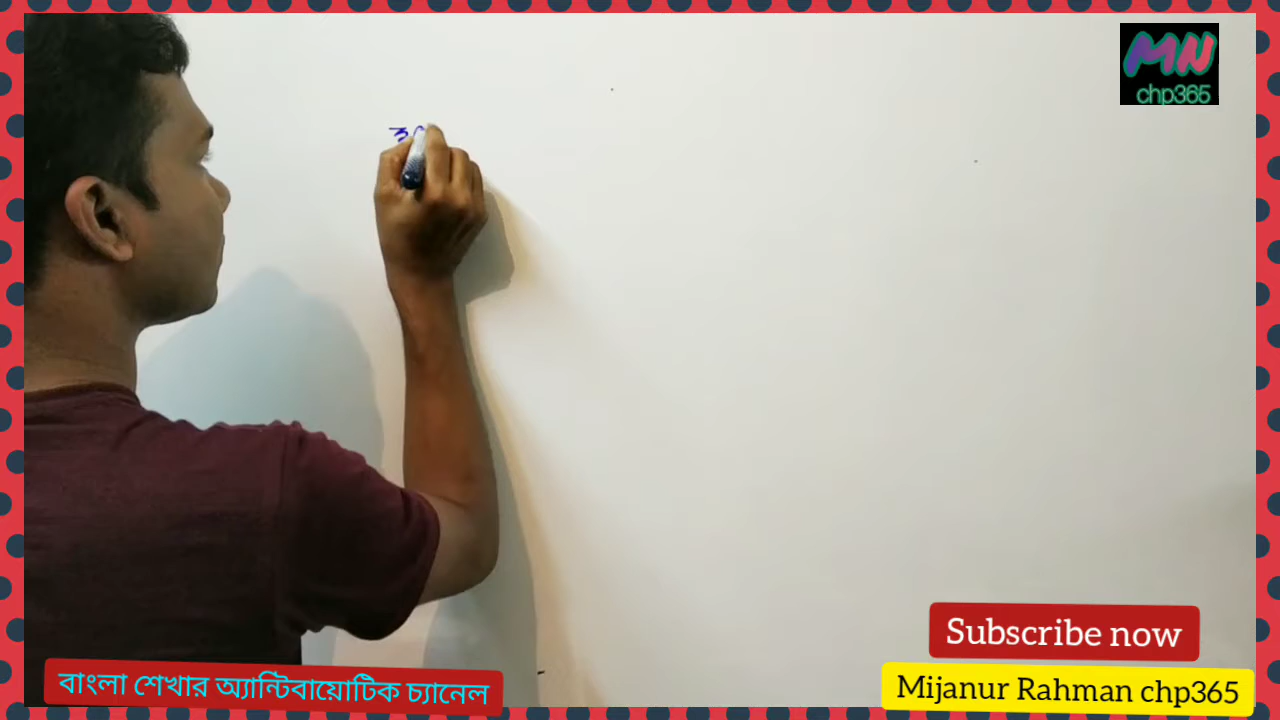 MN
chp365
Subscribe now
Mijanur Rahman chp365
বাংলা শেখার অ্যান্টিবায়োটিক চ্যানেল